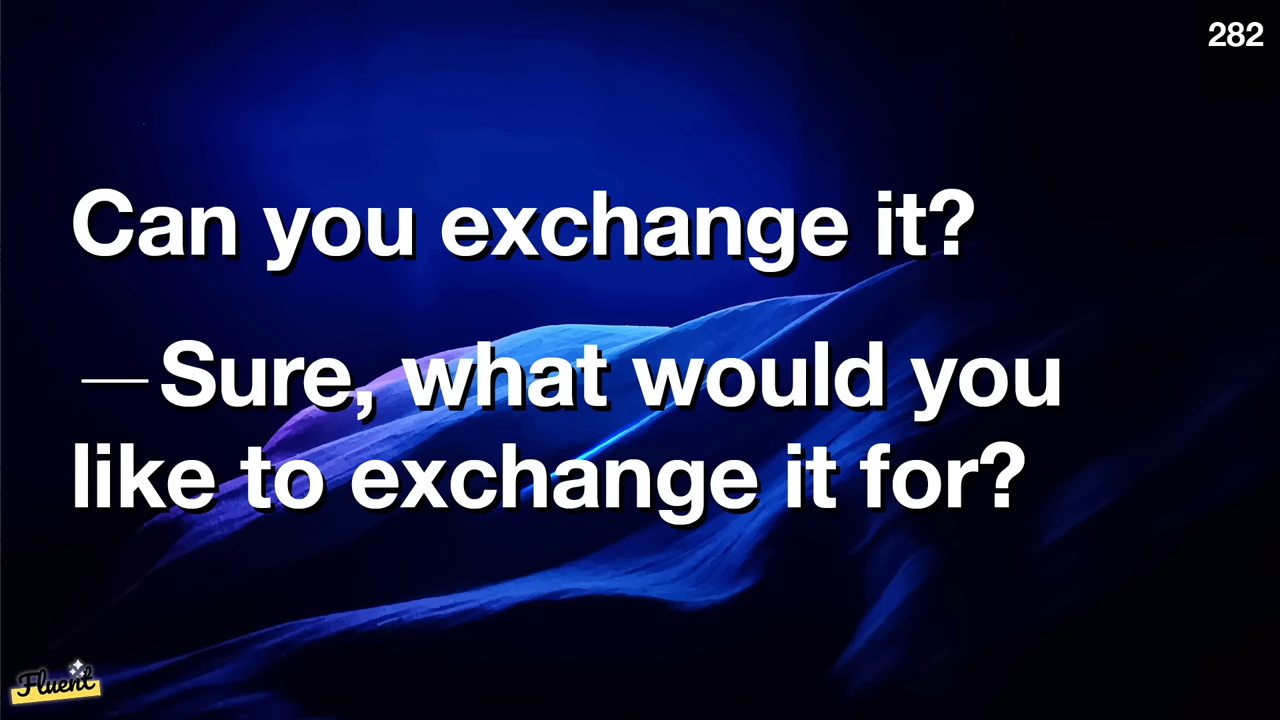 282
Can you exchange it?
—Sure, what would you
like to exchange it for?
Fluent